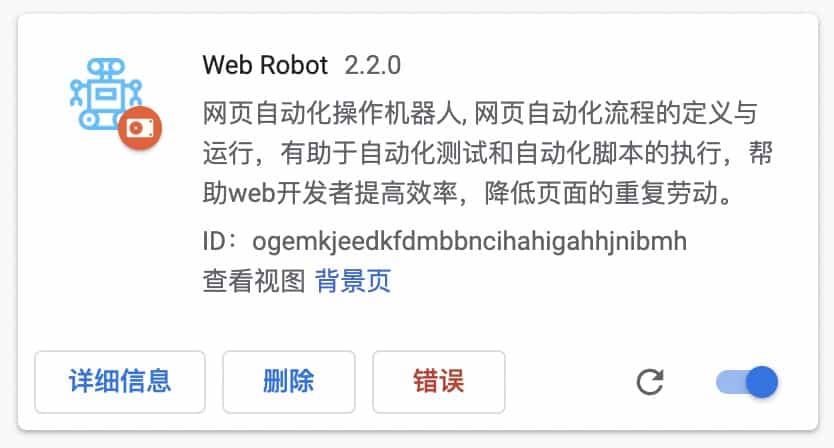 Web Robot 2.2.0
网页自动化操作机器人, 网页自动化流程的定义与
运行，有助于自动化测试和自动化脚本的执行，帮
助web开发者提高效率，降低页面的重复劳动。
ID：ogemkjeedkfdmbbncihahigahhjnibmh
查看视图 背景页
详细信息 删除 错误